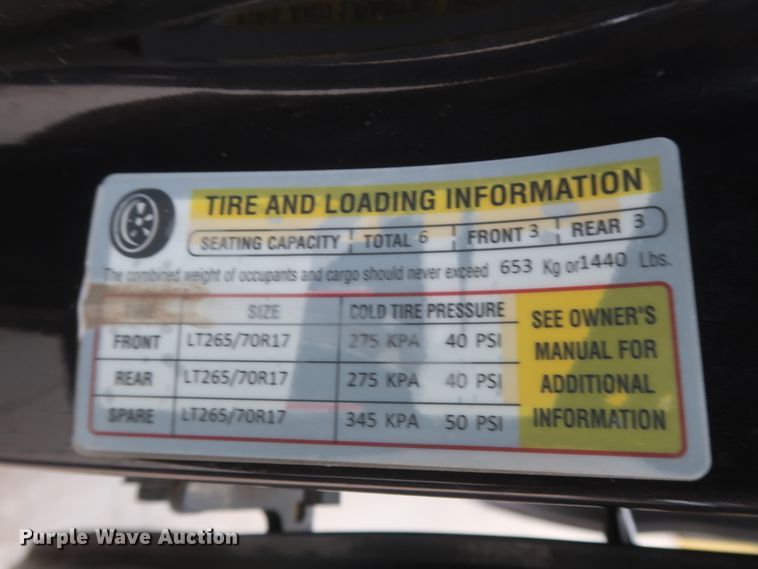 TIRE AND LOADING INFORMATION
SEATING CAPACITY TOTAL 6 FRONT 3 REAR 3
The combined weight of occupants and cargo should never exceed 653 Kg or 1440 Lbs.
TIRE SIZE COLD TIRE PRESSURE
FRONT LT265/70R17 275 KPA 40 PSI
REAR LT265/70R17 275 KPA 40 PSI
SPARE LT265/70R17 345 KPA 50 PSI
SEE OWNER'S
MANUAL FOR
ADDITIONAL
INFORMATION
Purple Wave Auction